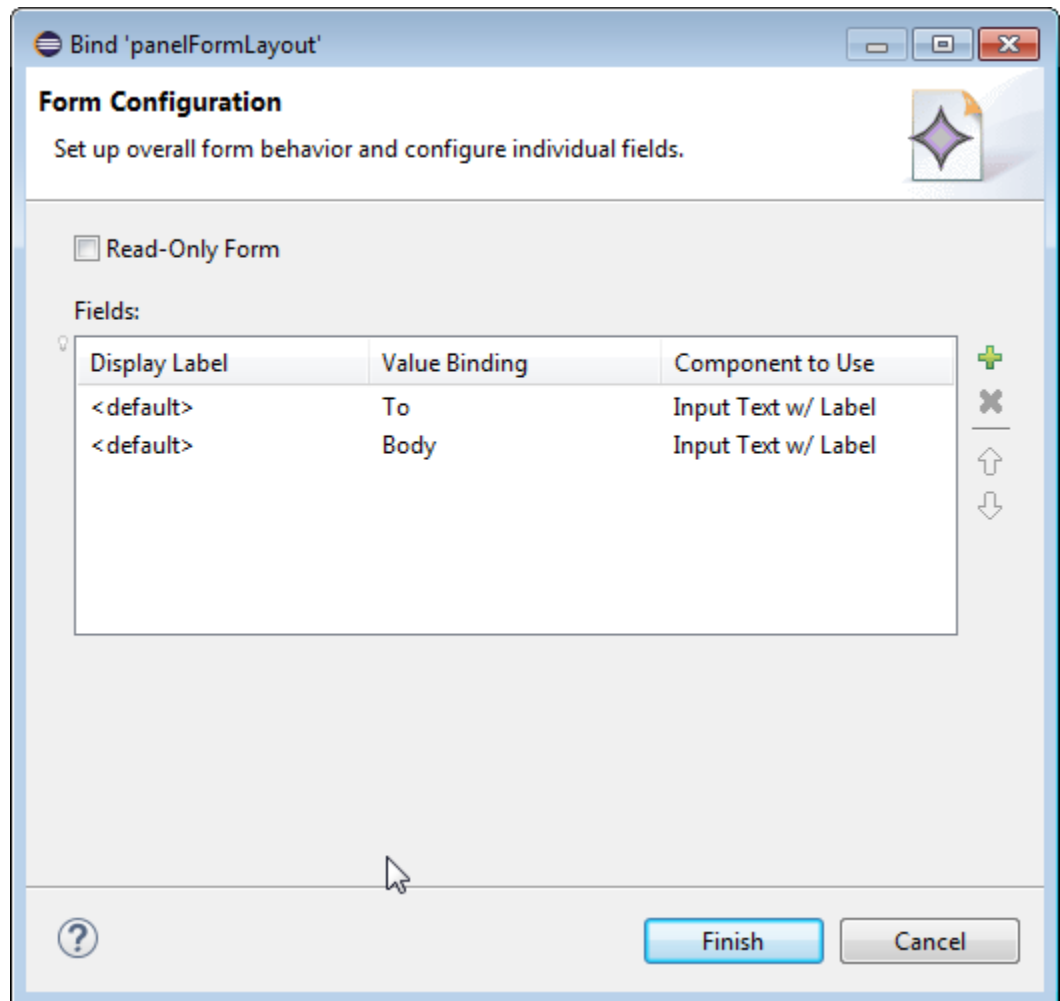 Bind 'panelFormLayout'
Form Configuration
Set up overall form behavior and configure individual fields.
Read-Only Form
Fields:
Display Label Value Binding Component to Use
<default> To Input Text w/ Label
<default> Body Input Text w/ Label
Finish Cancel